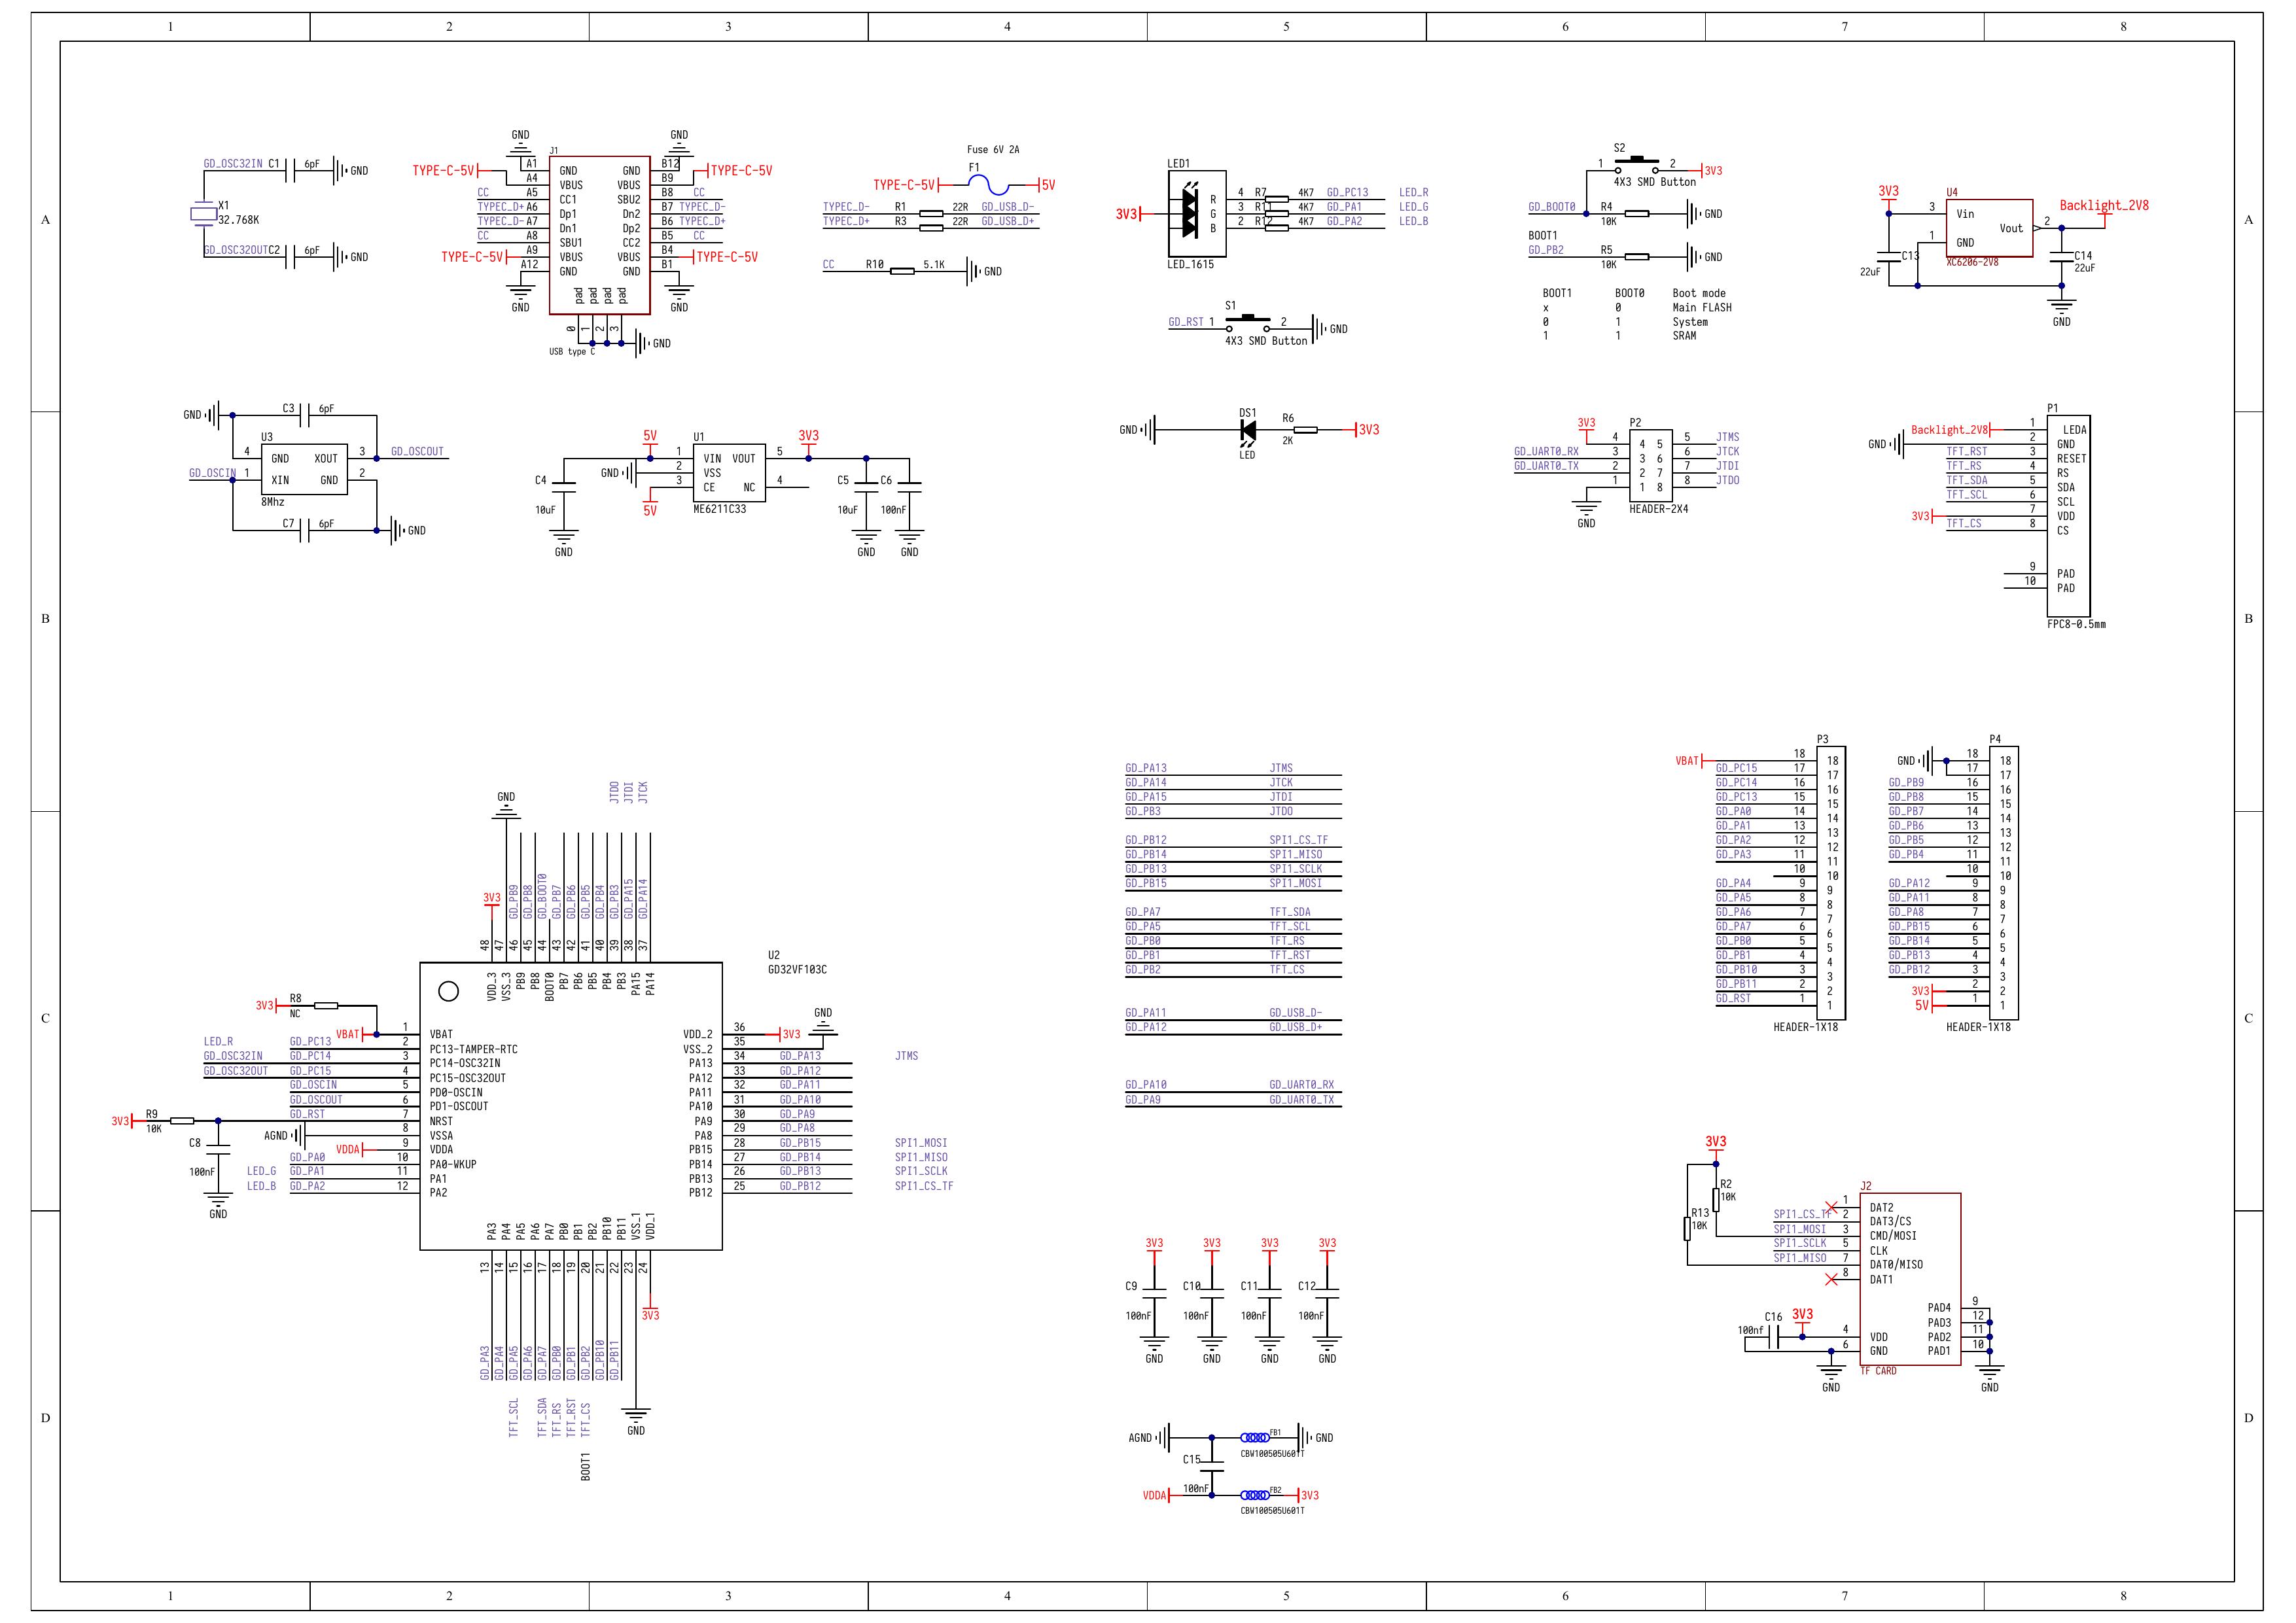 1 2 3 4 5 6 7 8
A
GD_OSC32IN C1 6pF GND
X1
32.768K
GD_OSC32OUT C2 6pF GND
GND GND
J1
TYPE-C-5V A1 GND GND B12 TYPE-C-5V
A4 VBUS VBUS B9
CC A5 CC1 SBU2 B8 CC
TYPEC_D+ A6 Dp1 Dn2 B7 TYPEC_D-
TYPEC_D- A7 Dn1 Dp2 B6 TYPEC_D+
CC A8 SBU1 CC2 B5 CC
TYPE-C-5V A9 VBUS VBUS B4 TYPE-C-5V
A12 GND GND B1
GND pad pad pad pad GND
0 1 2 3 GND
USB type C
Fuse 6V 2A
F1
TYPE-C-5V 5V
TYPEC_D- R1 22R GD_USB_D-
TYPEC_D+ R3 22R GD_USB_D+
CC R10 5.1K GND
LED1
3V3
R 4 R7 4K7 GD_PC13 LED_R
G 3 R11 4K7 GD_PA1 LED_G
B 2 R12 4K7 GD_PA2 LED_B
LED_1615
S1
GD_RST 1 2 GND
4X3 SMD Button
S2
1 2 3V3
4X3 SMD Button
GD_BOOT0 R4 10K GND
BOOT1
GD_PB2 R5 10K GND
BOOT1 BOOT0 Boot mode
x 0 Main FLASH
0 1 System
1 1 SRAM
3V3 U4 Backlight_2V8
3 Vin
Vout 2
1 GND
C13 22uF
XC6206-2V8
C14 22uF
GND
A
GND C3 6pF
U3
4 GND XOUT 3 GD_OSCOUT
GD_OSCIN 1 XIN GND 2
8Mhz
C7 6pF GND
5V U1 3V3
1 VIN VOUT 5
GND 2 VSS
3 CE NC 4
5V ME6211C33
C4 10uF GND
C5 10uF GND
C6 100nF GND
GND DS1 LED R6 2K 3V3
3V3 P2
4 4 5 5 JTMS
GD_UART0_RX 3 3 6 6 JTCK
GD_UART0_TX 2 2 7 7 JTDI
1 1 8 8 JTDO
GND HEADER-2X4
P1
Backlight_2V8 1 LEDA
GND 2 GND
TFT_RST 3 RESET
TFT_RS 4 RS
TFT_SDA 5 SDA
TFT_SCL 6 SCL
3V3 7 VDD
TFT_CS 8 CS
9 PAD
10 PAD
FPC8-0.5mm
B B
GND JTDO JTDI JTCK
3V3 GD_PB9 GD_PB8 GD_BOOT0 GD_PB7 GD_PB6 GD_PB5 GD_PB4 GD_PB3 GD_PA15 GD_PA14
48 47 46 45 44 43 42 41 40 39 38 37
VDD_3 VSS_3 PB9 PB8 BOOT0 PB7 PB6 PB5 PB4 PB3 PA15 PA14
U2
GD32VF103C
3V3 R8 NC
VBAT 1 VBAT
LED_R GD_PC13 2 PC13-TAMPER-RTC
GD_OSC32IN GD_PC14 3 PC14-OSC32IN
GD_OSC32OUT GD_PC15 4 PC15-OSC32OUT
GD_OSCIN 5 PD0-OSCIN
GD_OSCOUT 6 PD1-OSCOUT
3V3 R9 10K GD_RST 7 NRST
C8 100nF GND
AGND 8 VSSA
VDDA 9 VDDA
GD_PA0 10 PA0-WKUP
LED_G GD_PA1 11 PA1
LED_B GD_PA2 12 PA2
VDD_2 36 3V3 GND
VSS_2 35
PA13 34 GD_PA13 JTMS
PA12 33 GD_PA12
PA11 32 GD_PA11
PA10 31 GD_PA10
PA9 30 GD_PA9
PA8 29 GD_PA8
PB15 28 GD_PB15 SPI1_MOSI
PB14 27 GD_PB14 SPI1_MISO
PB13 26 GD_PB13 SPI1_SCLK
PB12 25 GD_PB12 SPI1_CS_TF
PA3 PA4 PA5 PA6 PA7 PB0 PB1 PB2 PB10 PB11 VSS_1 VDD_1
13 14 15 16 17 18 19 20 21 22 23 24
3V3
GD_PA3 GD_PA4 GD_PA5 GD_PA6 GD_PA7 GD_PB0 GD_PB1 GD_PB2 GD_PB10 GD_PB11
TFT_SCL TFT_SDA TFT_RS TFT_RST TFT_CS GND
BOOT1
GD_PA13 JTMS
GD_PA14 JTCK
GD_PA15 JTDI
GD_PB3 JTDO
GD_PB12 SPI1_CS_TF
GD_PB14 SPI1_MISO
GD_PB13 SPI1_SCLK
GD_PB15 SPI1_MOSI
GD_PA7 TFT_SDA
GD_PA5 TFT_SCL
GD_PB0 TFT_RS
GD_PB1 TFT_RST
GD_PB2 TFT_CS
GD_PA11 GD_USB_D-
GD_PA12 GD_USB_D+
GD_PA10 GD_UART0_RX
GD_PA9 GD_UART0_TX
P3
VBAT 18 18
GD_PC15 17 17
GD_PC14 16 16
GD_PC13 15 15
GD_PA0 14 14
GD_PA1 13 13
GD_PA2 12 12
GD_PA3 11 11
10 10
GD_PA4 9 9
GD_PA5 8 8
GD_PA6 7 7
GD_PA7 6 6
GD_PB0 5 5
GD_PB1 4 4
GD_PB10 3 3
GD_PB11 2 2
GD_RST 1 1
HEADER-1X18
P4
GND 18 18
17 17
GD_PB9 16 16
GD_PB8 15 15
GD_PB7 14 14
GD_PB6 13 13
GD_PB5 12 12
GD_PB4 11 11
10 10
GD_PA12 9 9
GD_PA11 8 8
GD_PA8 7 7
GD_PB15 6 6
GD_PB14 5 5
GD_PB13 4 4
GD_PB12 3 3
3V3 2 2
5V 1 1
HEADER-1X18
C C
3V3 3V3 3V3 3V3
C9 C10 C11 C12
100nF 100nF 100nF 100nF
GND GND GND GND
3V3
R2 10K
R13 10K
J2
1 DAT2
SPI1_CS_TF 2 DAT3/CS
SPI1_MOSI 3 CMD/MOSI
SPI1_SCLK 5 CLK
SPI1_MISO 7 DAT0/MISO
8 DAT1
PAD4 9
PAD3 12
PAD2 11
PAD1 10
C16 100nf 3V3
4 VDD
6 GND
GND TF CARD GND
AGND FB1 GND
CBW100505U601T
C15
100nF
VDDA FB2 3V3
CBW100505U601T
D D
1 2 3 4 5 6 7 8